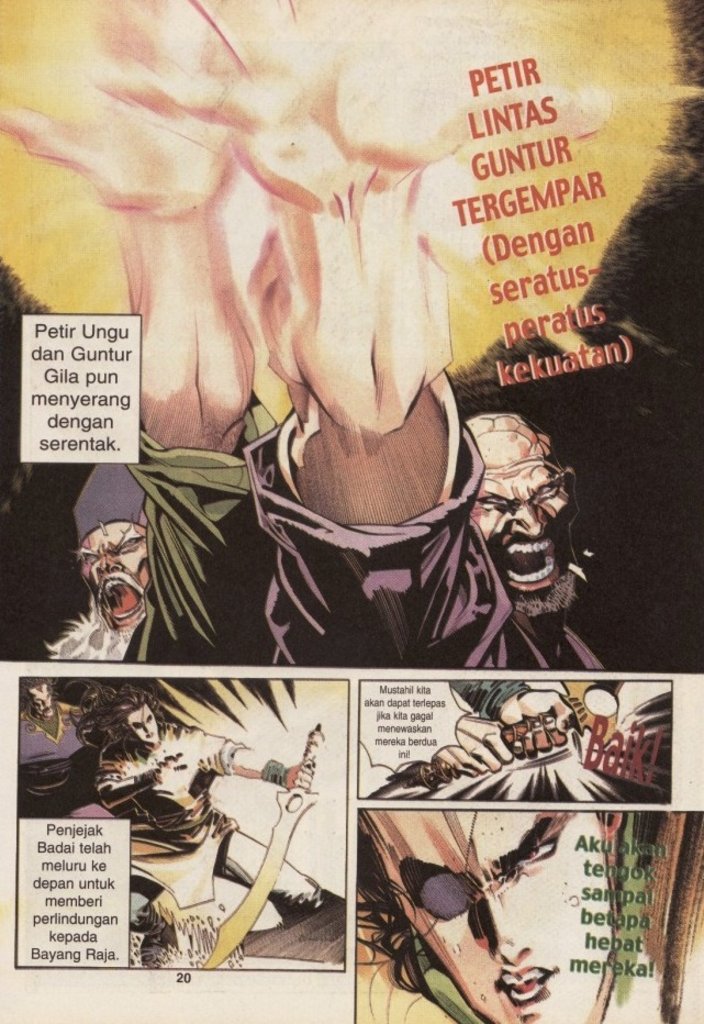 PETIR
LINTAS
GUNTUR
TERGEMPAR
(Dengan
seratus-
peratus
kekuatan)
Petir Ungu
dan Guntur
Gila pun
menyerang
dengan
serentak.
Penjejak
Badai telah
meluru ke
depan untuk
memberi
perlindungan
kepada
Bayang Raja.
Mustahil kita
akan dapat terlepas
jika kita gagal
menewaskan
mereka berdua
ini!
Baik!
Aku akan
tengok
sampai
betapa
hebat
mereka!
20